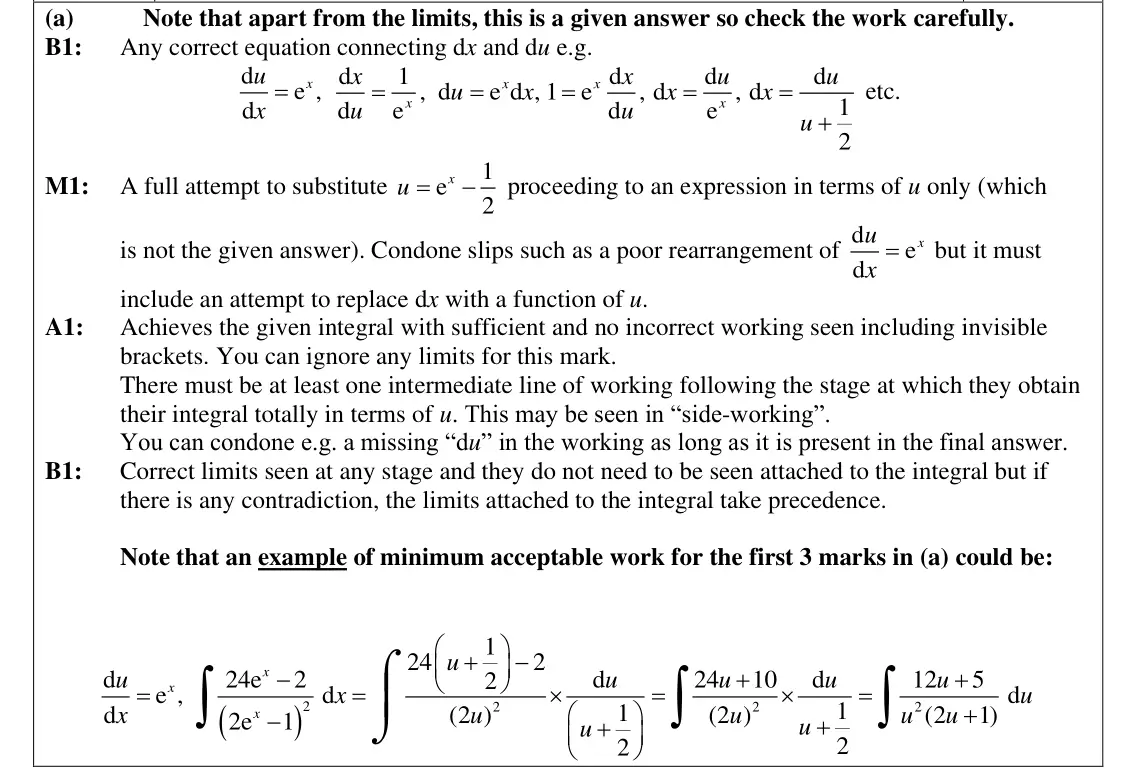 (a) Note that apart from the limits, this is a given answer so check the work carefully.
B1: Any correct equation connecting dx and du e.g.
du/dx = e^x, dx/du = 1/e^x, du = e^x dx, 1 = e^x dx/du, dx = du/e^x, dx = du/(u + 1/2) etc.
M1: A full attempt to substitute u = e^x − 1/2 proceeding to an expression in terms of u only (which
is not the given answer). Condone slips such as a poor rearrangement of du/dx = e^x but it must
include an attempt to replace dx with a function of u.
A1: Achieves the given integral with sufficient and no incorrect working seen including invisible
brackets. You can ignore any limits for this mark.
There must be at least one intermediate line of working following the stage at which they obtain
their integral totally in terms of u. This may be seen in “side-working”.
You can condone e.g. a missing “du” in the working as long as it is present in the final answer.
B1: Correct limits seen at any stage and they do not need to be seen attached to the integral but if
there is any contradiction, the limits attached to the integral take precedence.
Note that an example of minimum acceptable work for the first 3 marks in (a) could be:
du/dx = e^x, ∫ (24e^x − 2)/(2e^x − 1)^2 dx = ∫ (24(u + 1/2) − 2)/(2u)^2 × du/(u + 1/2) = ∫ (24u + 10)/(2u)^2 × du/(u + 1/2) = ∫ (12u + 5)/(u^2(2u + 1)) du